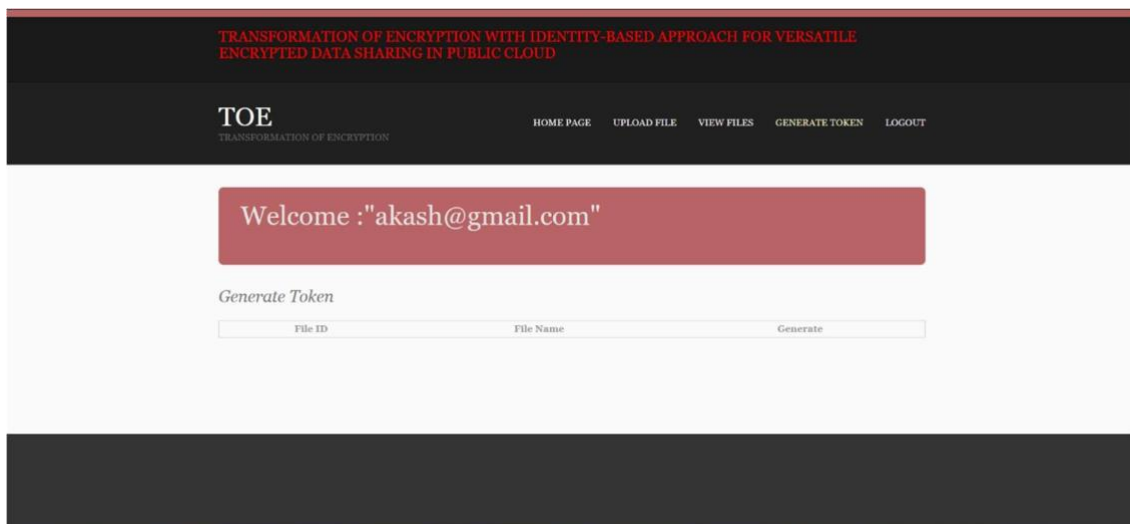 TRANSFORMATION OF ENCRYPTION WITH IDENTITY-BASED APPROACH FOR VERSATILE
ENCRYPTED DATA SHARING IN PUBLIC CLOUD
TOE
TRANSFORMATION OF ENCRYPTION
HOME PAGE UPLOAD FILE VIEW FILES GENERATE TOKEN LOGOUT
Welcome :"akash@gmail.com"
Generate Token
File ID File Name Generate